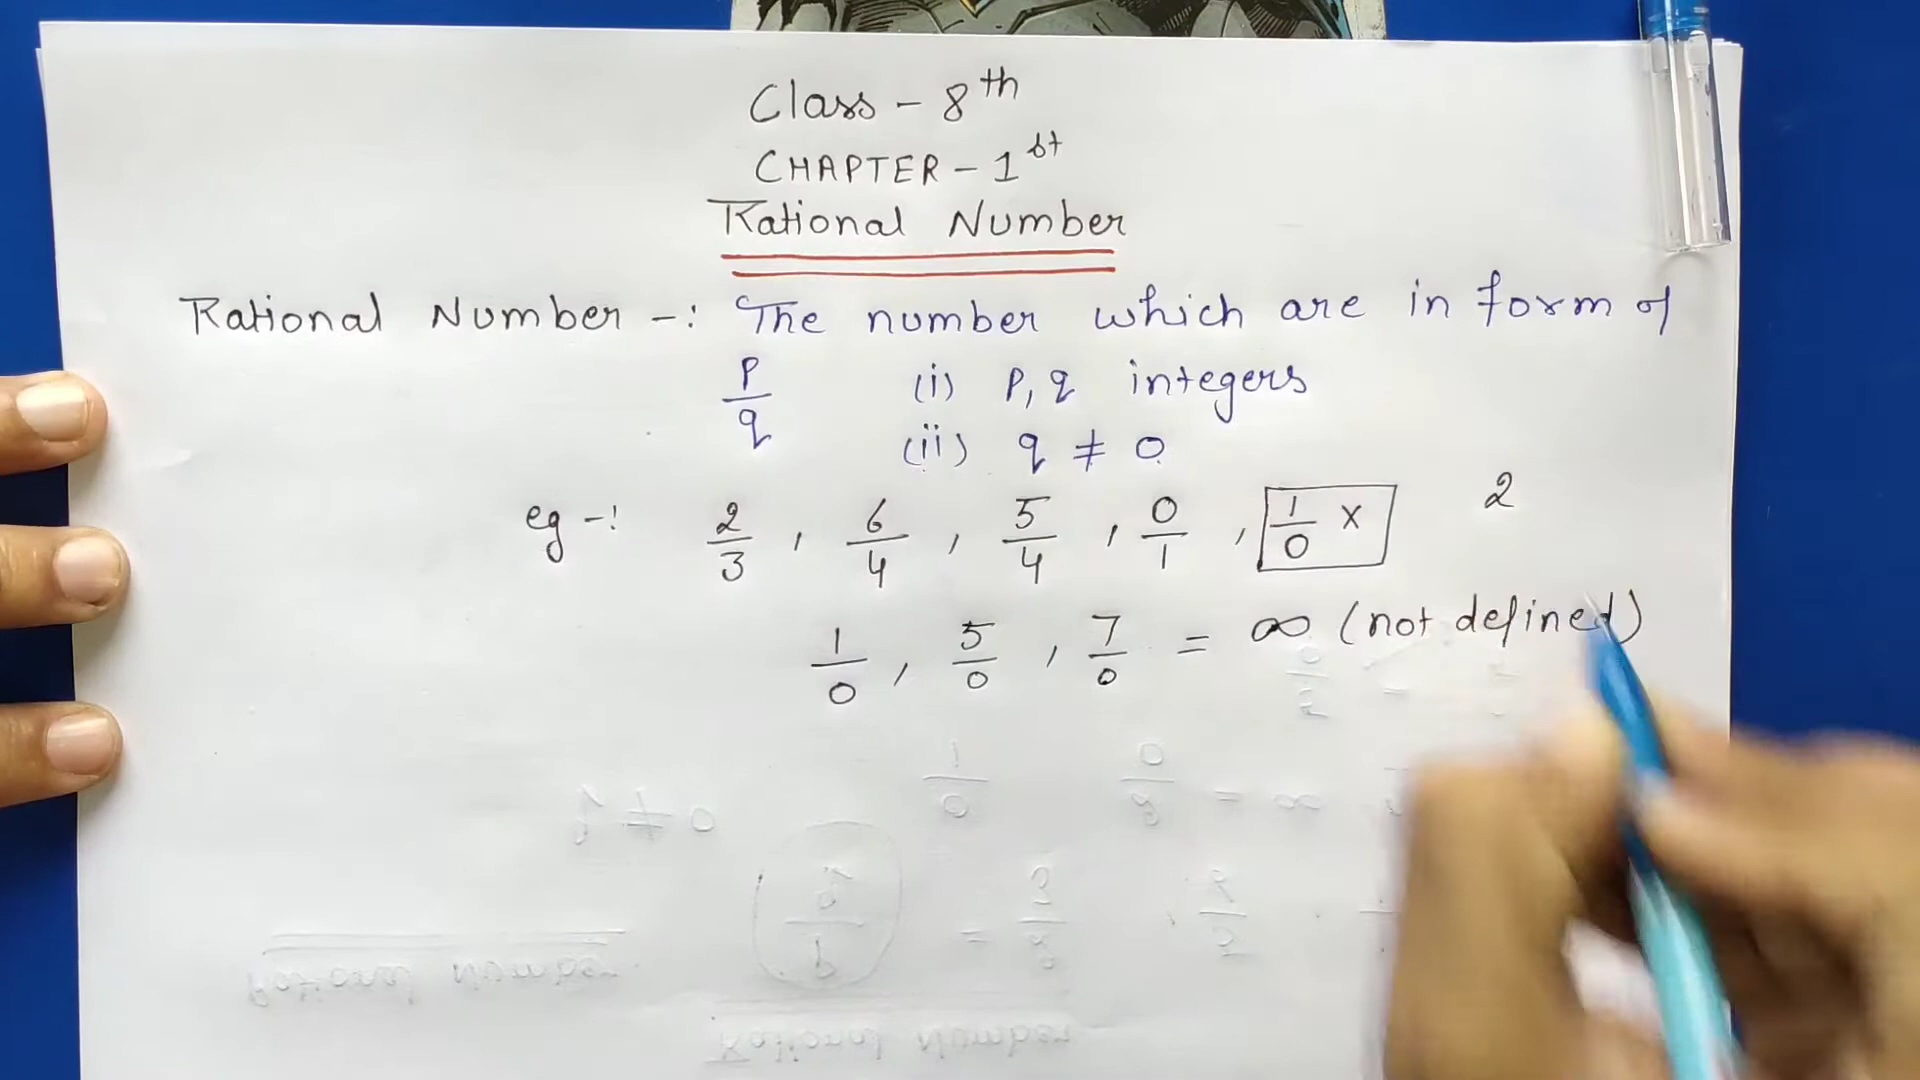 Class - 8th
CHAPTER - 1st
Rational Number
Rational Number -: The number which are in form of
p/q (i) p, q integers
(ii) q ≠ 0
eg -: 2/3 , 6/4 , 5/4 , 0/1 , 1/0 x 2
1/0 , 5/0 , 7/0 = ∞ (not defined)